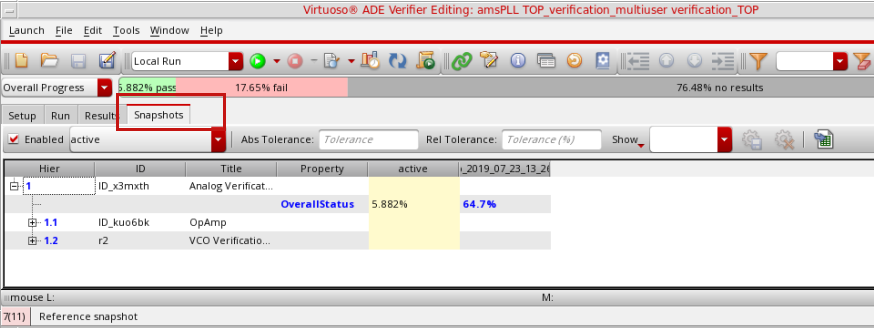 Virtuoso® ADE Verifier Editing: amsPLL TOP_verification_multiuser verification_TOP
Launch File Edit Tools Window Help
Local Run
Overall Progress 5.882% pass 17.65% fail 76.48% no results
Setup Run Results Snapshots
Enabled active Abs Tolerance: Tolerance Rel Tolerance: Tolerance (%) Show
Hier ID Title Property active _2019_07_23_13_26
1 ID_x3mxth Analog Verificat...
OverallStatus 5.882% 64.7%
1.1 ID_kuo6bk OpAmp
1.2 r2 VCO Verificatio...
mouse L: M:
7(11) Reference snapshot